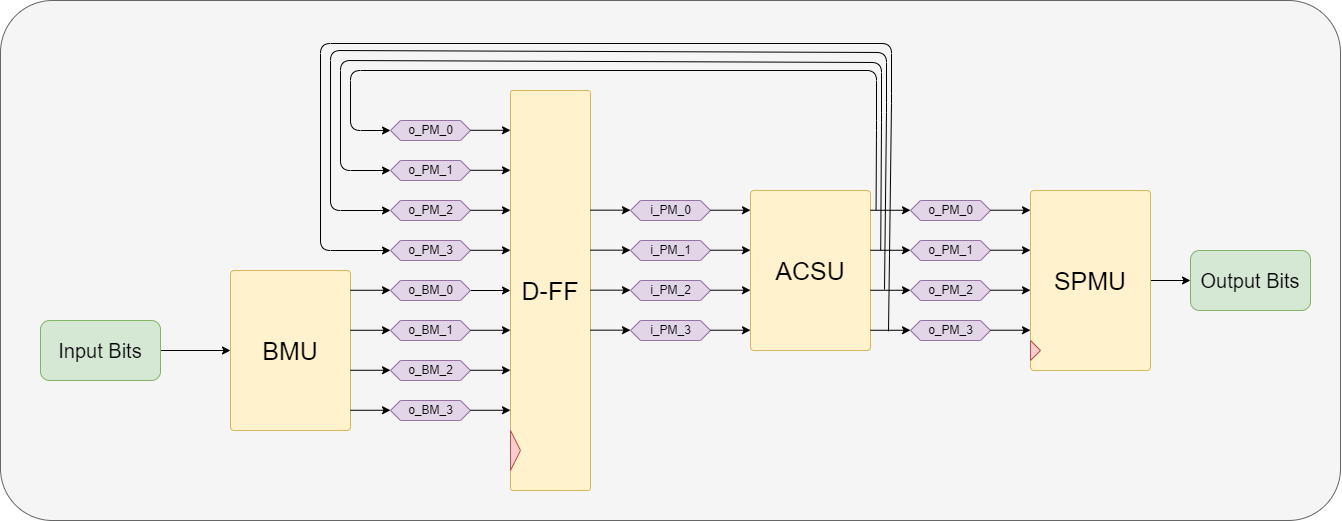 o_PM_0
o_PM_1
o_PM_2
i_PM_0
o_PM_0
o_PM_3
i_PM_1
ACSU
o_PM_1
SPMU
Output Bits
o_BM_0
D-FF
i_PM_2
o_PM_2
Input Bits
BMU
o_BM_1
i_PM_3
o_PM_3
o_BM_2
o_BM_3